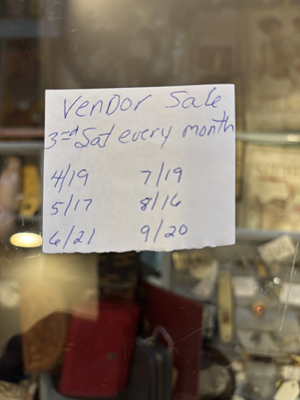 Vendor Sale
3rd Sat every month
4/19 7/19
5/17 8/16
6/21 9/20